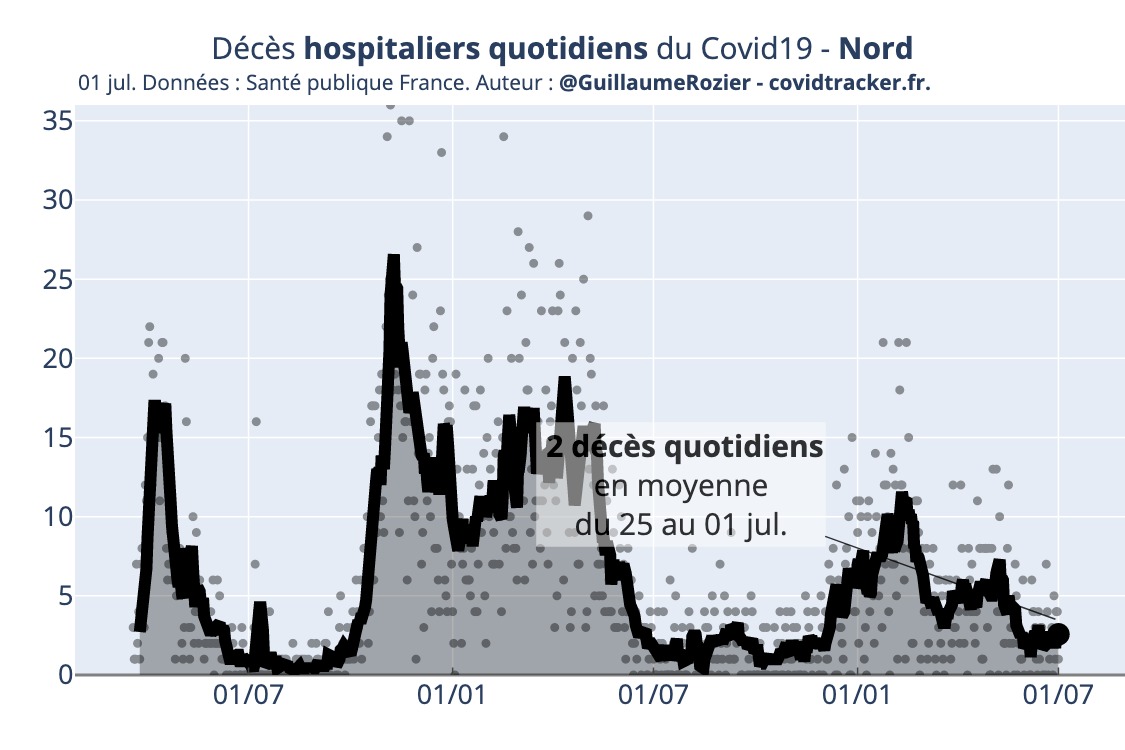 Décès hospitaliers quotidiens du Covid19 - Nord
01 jul. Données : Santé publique France. Auteur : @GuillaumeRozier - covidtracker.fr.
35
30
25
20
15
10
5
0
2 décès quotidiens
en moyenne
du 25 au 01 jul.
01/07 01/01 01/07 01/01 01/07